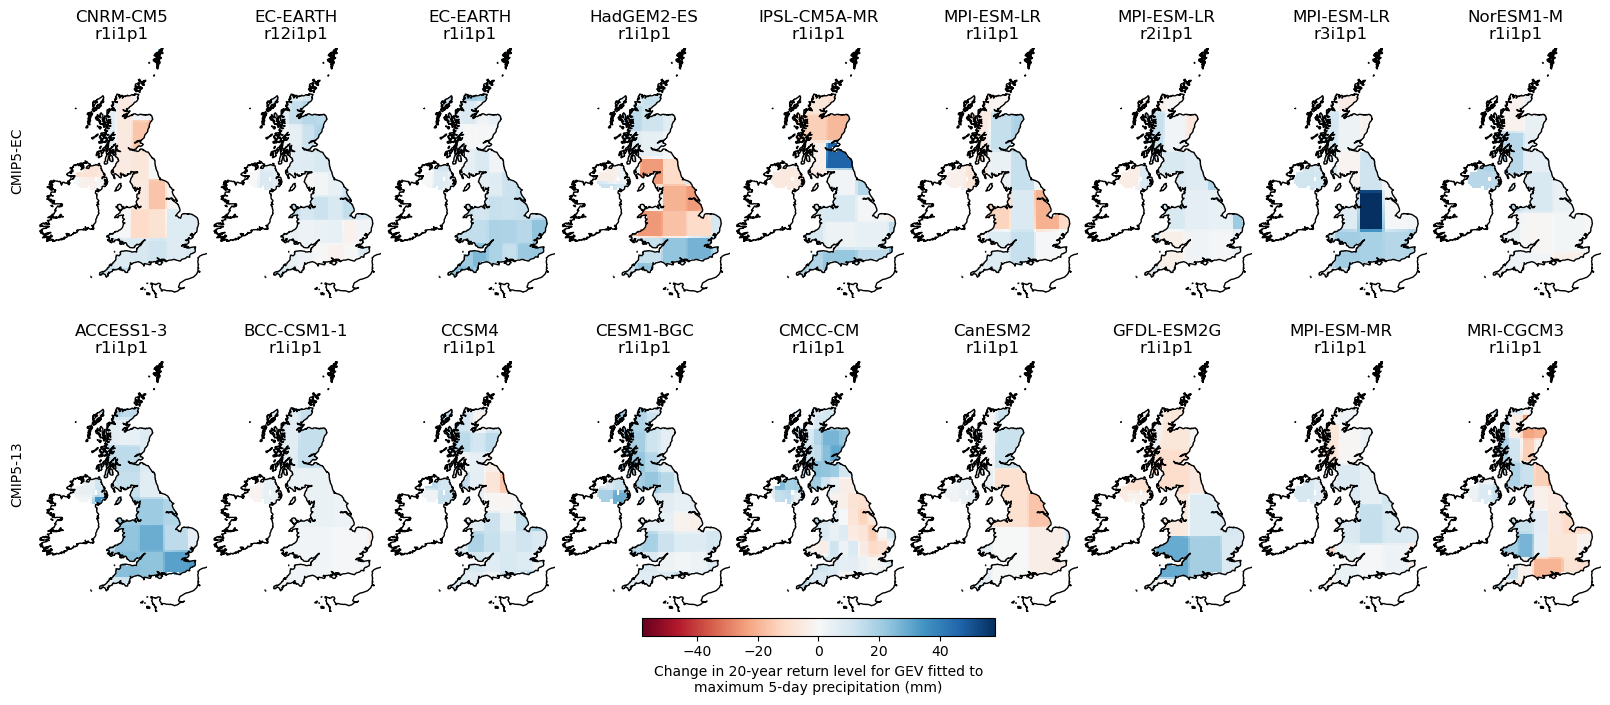 CNRM-CM5 EC-EARTH EC-EARTH HadGEM2-ES IPSL-CM5A-MR MPI-ESM-LR MPI-ESM-LR MPI-ESM-LR NorESM1-M
r1i1p1 r12i1p1 r1i1p1 r1i1p1 r1i1p1 r1i1p1 r2i1p1 r3i1p1 r1i1p1
CMIP5-EC
ACCESS1-3 BCC-CSM1-1 CCSM4 CESM1-BGC CMCC-CM CanESM2 GFDL-ESM2G MPI-ESM-MR MRI-CGCM3
r1i1p1 r1i1p1 r1i1p1 r1i1p1 r1i1p1 r1i1p1 r1i1p1 r1i1p1 r1i1p1
CMIP5-13
−40 −20 0 20 40
Change in 20-year return level for GEV fitted to
maximum 5-day precipitation (mm)